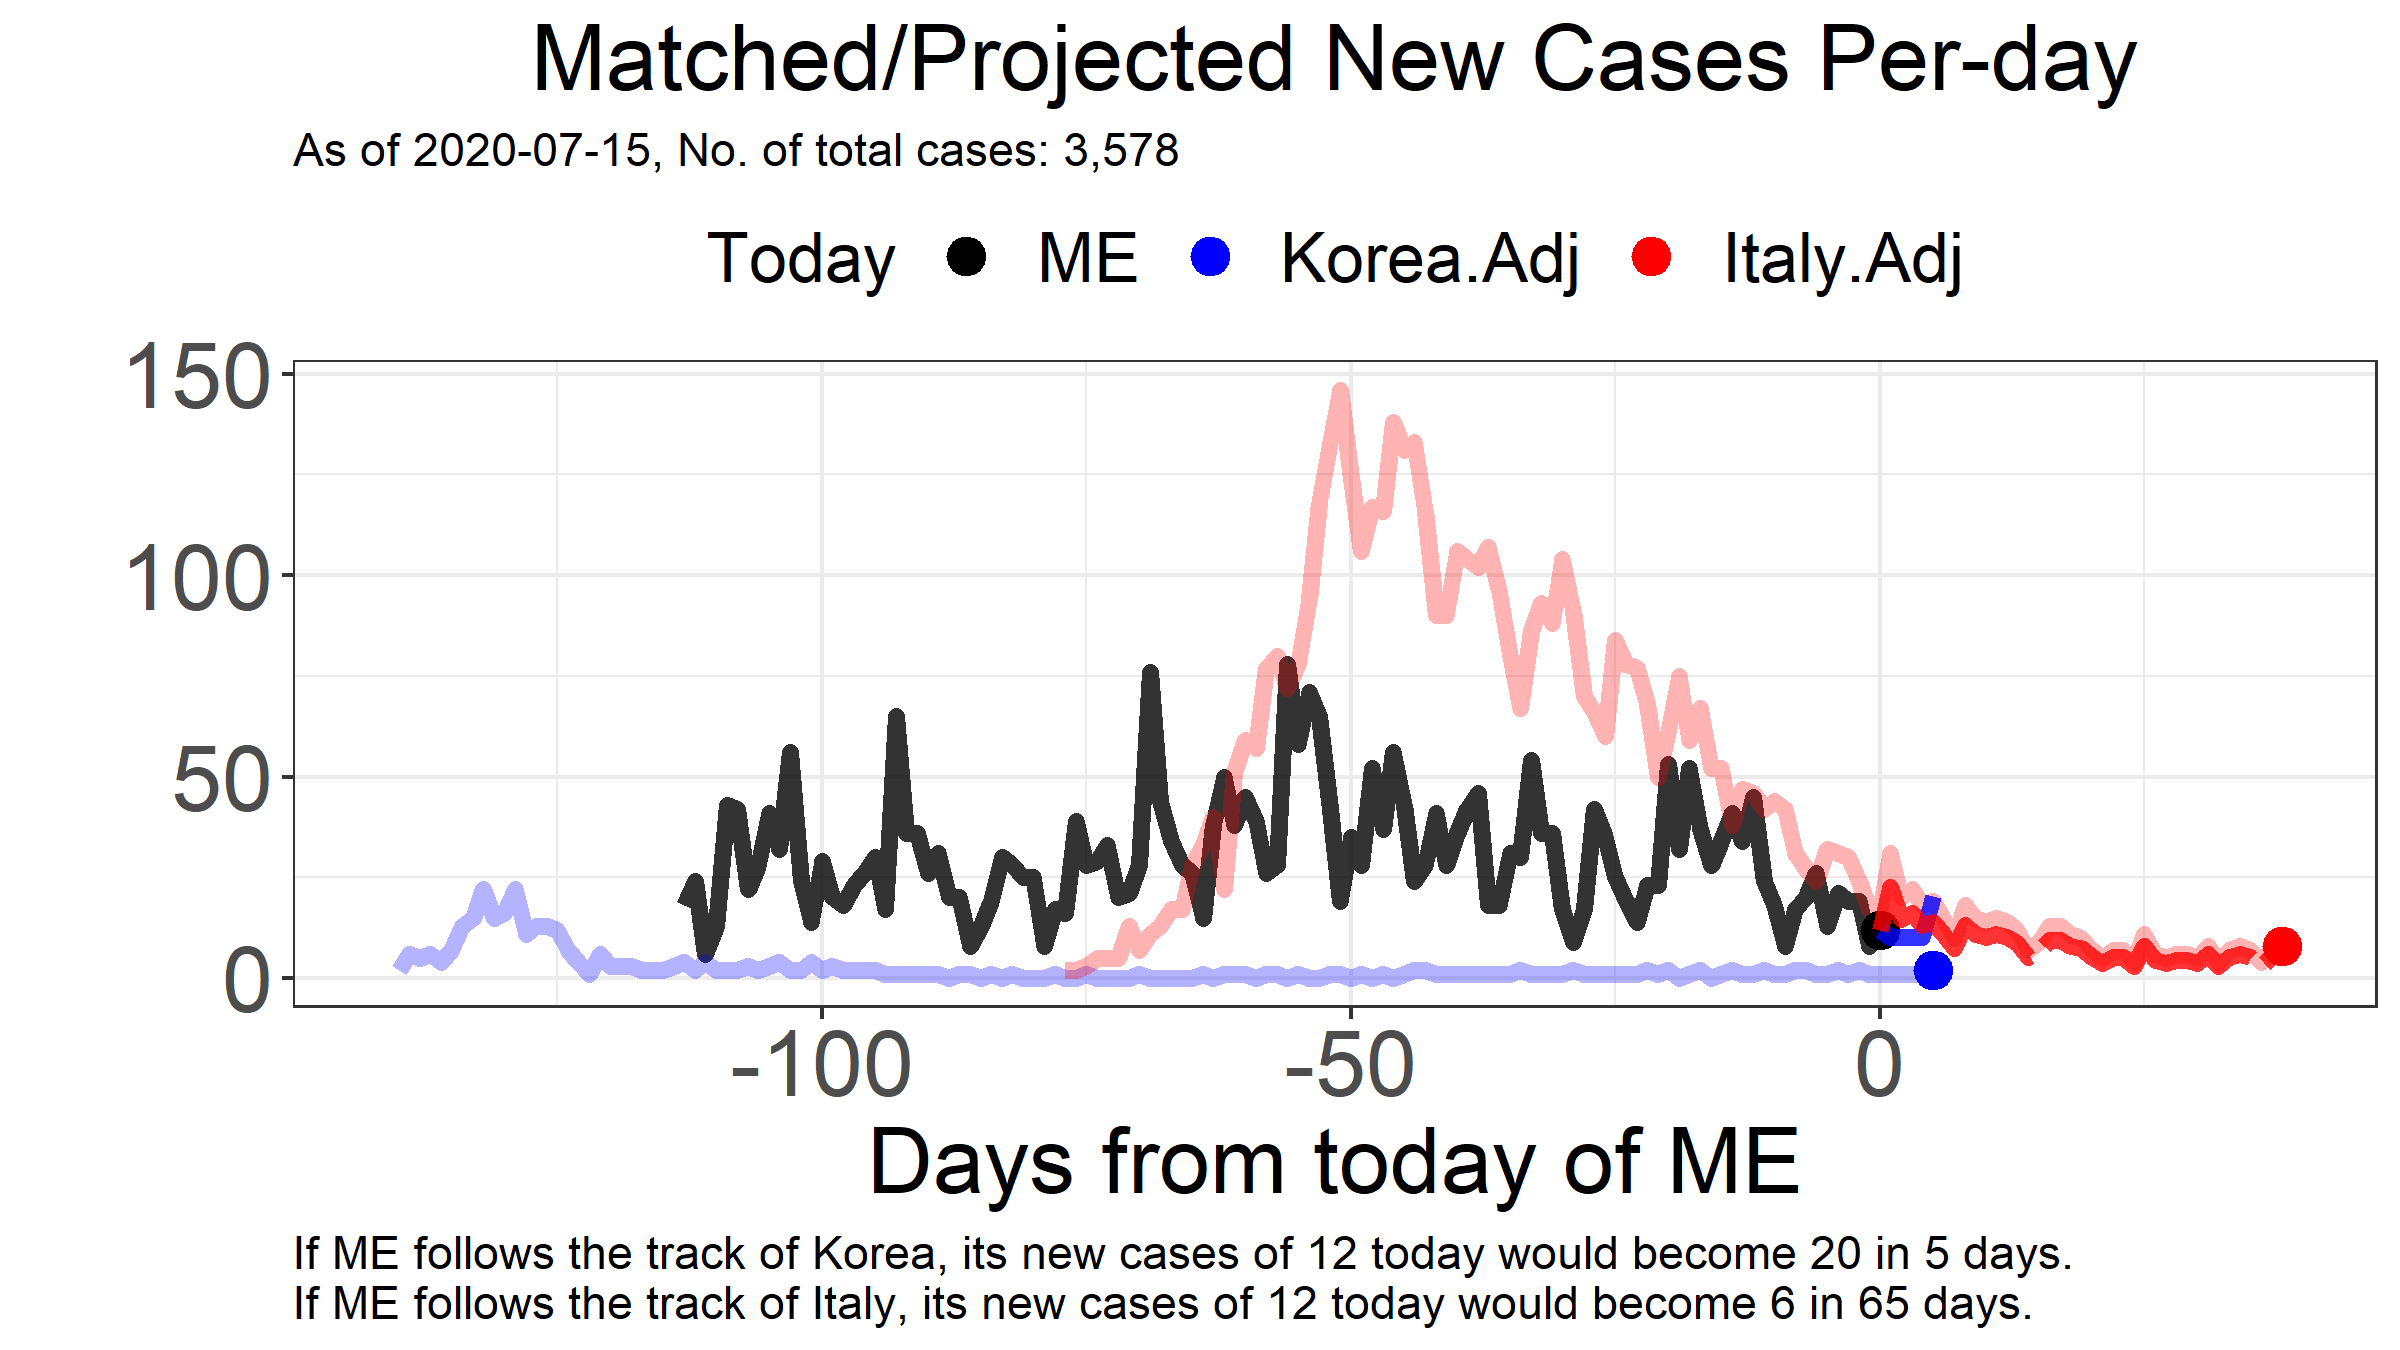 Matched/Projected New Cases Per-day
As of 2020-07-15, No. of total cases: 3,578
Today ME Korea.Adj Italy.Adj
150
100
50
0
-100 -50 0
Days from today of ME
If ME follows the track of Korea, its new cases of 12 today would become 20 in 5 days.
If ME follows the track of Italy, its new cases of 12 today would become 6 in 65 days.